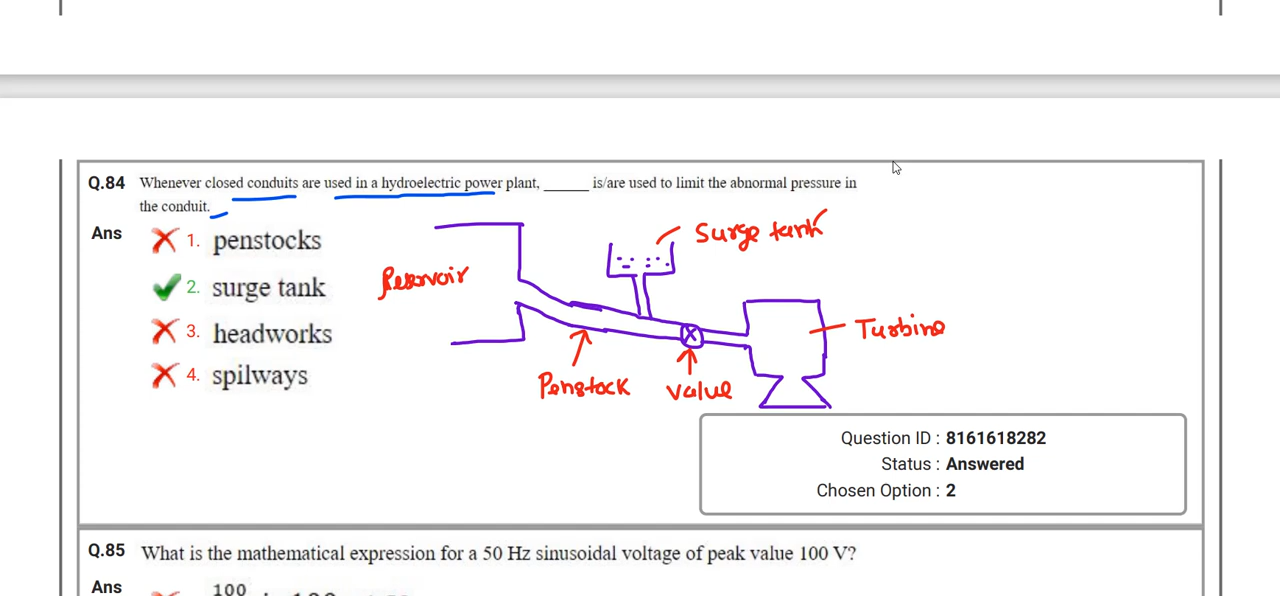 Q.84 Whenever closed conduits are used in a hydroelectric power plant, ______ is/are used to limit the abnormal pressure in
the conduit.
Ans
1. penstocks
2. surge tank
3. headworks
4. spilways
Surge tank
Reservoir
Turbine
Penstock
Value
Question ID : 8161618282
Status : Answered
Chosen Option : 2
Q.85 What is the mathematical expression for a 50 Hz sinusoidal voltage of peak value 100 V?
Ans
100